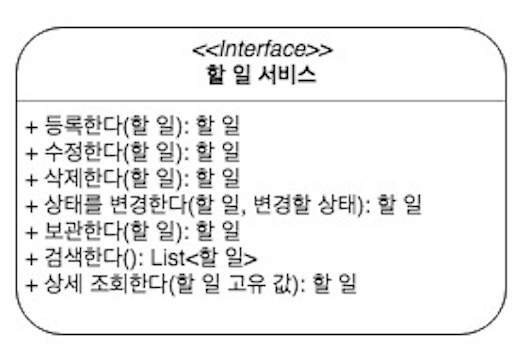 <<Interface>>
할 일 서비스
+ 등록한다(할 일): 할 일
+ 수정한다(할 일): 할 일
+ 삭제한다(할 일): 할 일
+ 상태를 변경한다(할 일, 변경할 상태): 할 일
+ 보관한다(할 일): 할 일
+ 검색한다(): List<할 일>
+ 상세 조회한다(할 일 고유 값): 할 일